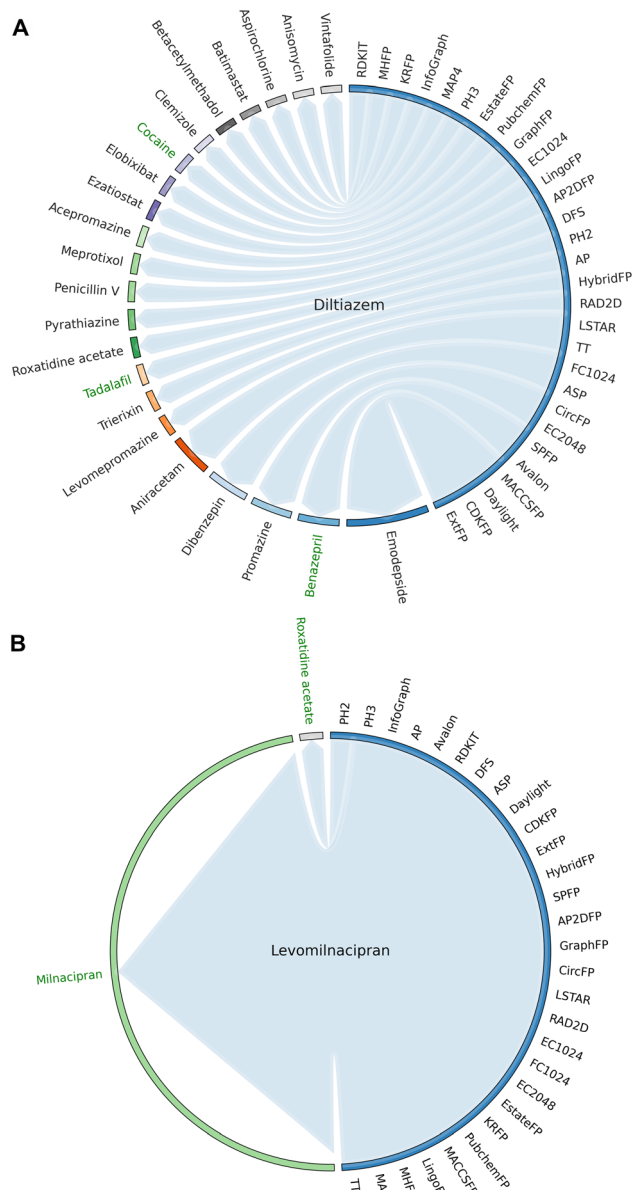 A
Vintafolide
Anisomycin
Aspirochlorine
Batimastat
Betacetylmethadol
Clemizole
Cocaine
Elobixibat
Ezatiostat
Acepromazine
Meprotixol
Penicillin V
Pyrathiazine
Roxatidine acetate
Tadalafil
Trierixin
Levomepromazine
Aniracetam
Dibenzepin
Promazine
Benazepril
Emodepside
RDKIT
MHFP
KRFP
InfoGraph
MAP4
PH3
EstateFP
PubchemFP
GraphFP
EC1024
LingoFP
AP2DFP
DFS
PH2
AP
HybridFP
RAD2D
LSTAR
TT
FC1024
ASP
CircFP
EC2048
SPFP
Avalon
MACCSFP
Daylight
CDKFP
ExtFP
Diltiazem
B
Roxatidine acetate
Milnacipran
PH2
PH3
InfoGraph
AP
Avalon
RDKIT
DFS
ASP
Daylight
CDKFP
ExtFP
HybridFP
SPFP
AP2DFP
GraphFP
CircFP
LSTAR
RAD2D
EC1024
FC1024
EC2048
EstateFP
KRFP
PubchemFP
MACCSFP
TT
Levomilnacipran